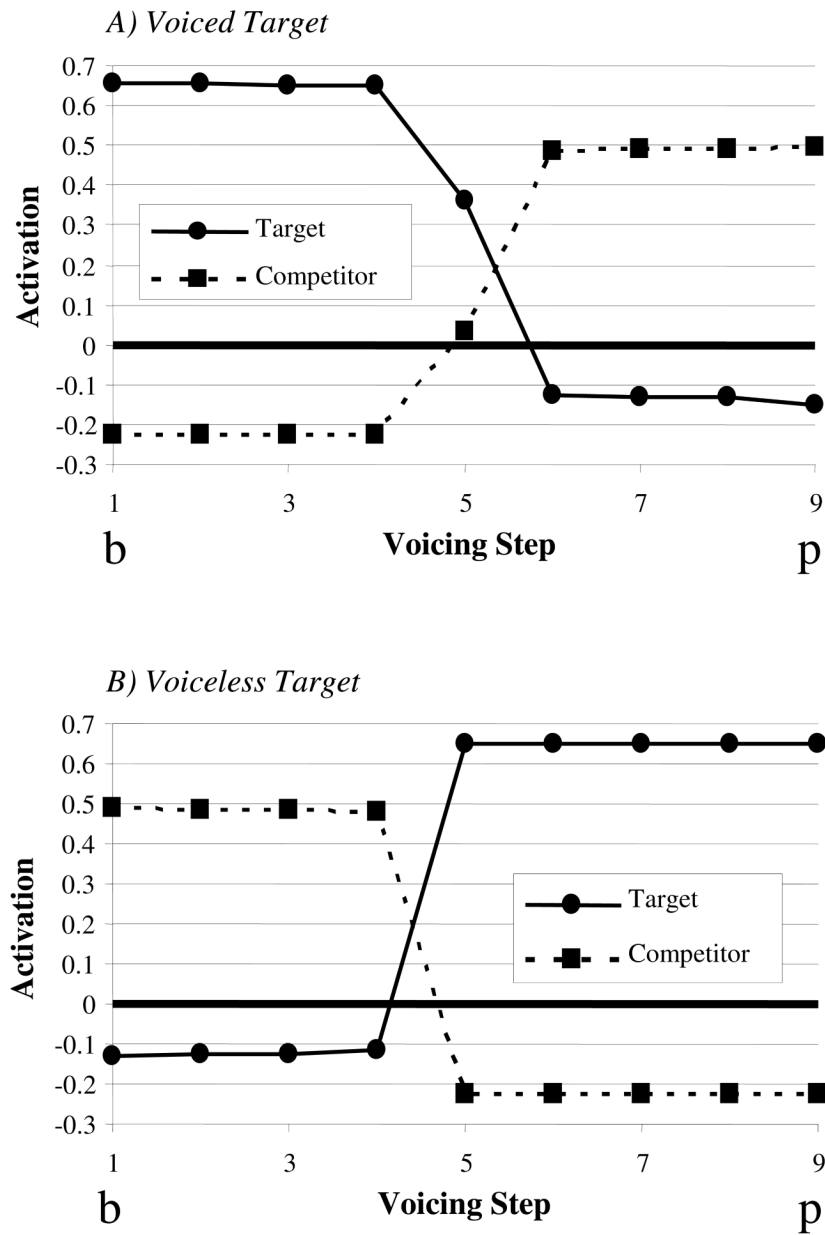 A) Voiced Target
0.7
0.6
0.5
0.4
0.3
0.2
0.1
0
-0.1
-0.2
-0.3
Activation
Target
Competitor
1 3 5 7 9
b Voicing Step p
B) Voiceless Target
0.7
0.6
0.5
0.4
0.3
0.2
0.1
0
-0.1
-0.2
-0.3
Activation
Target
Competitor
1 3 5 7 9
b Voicing Step p